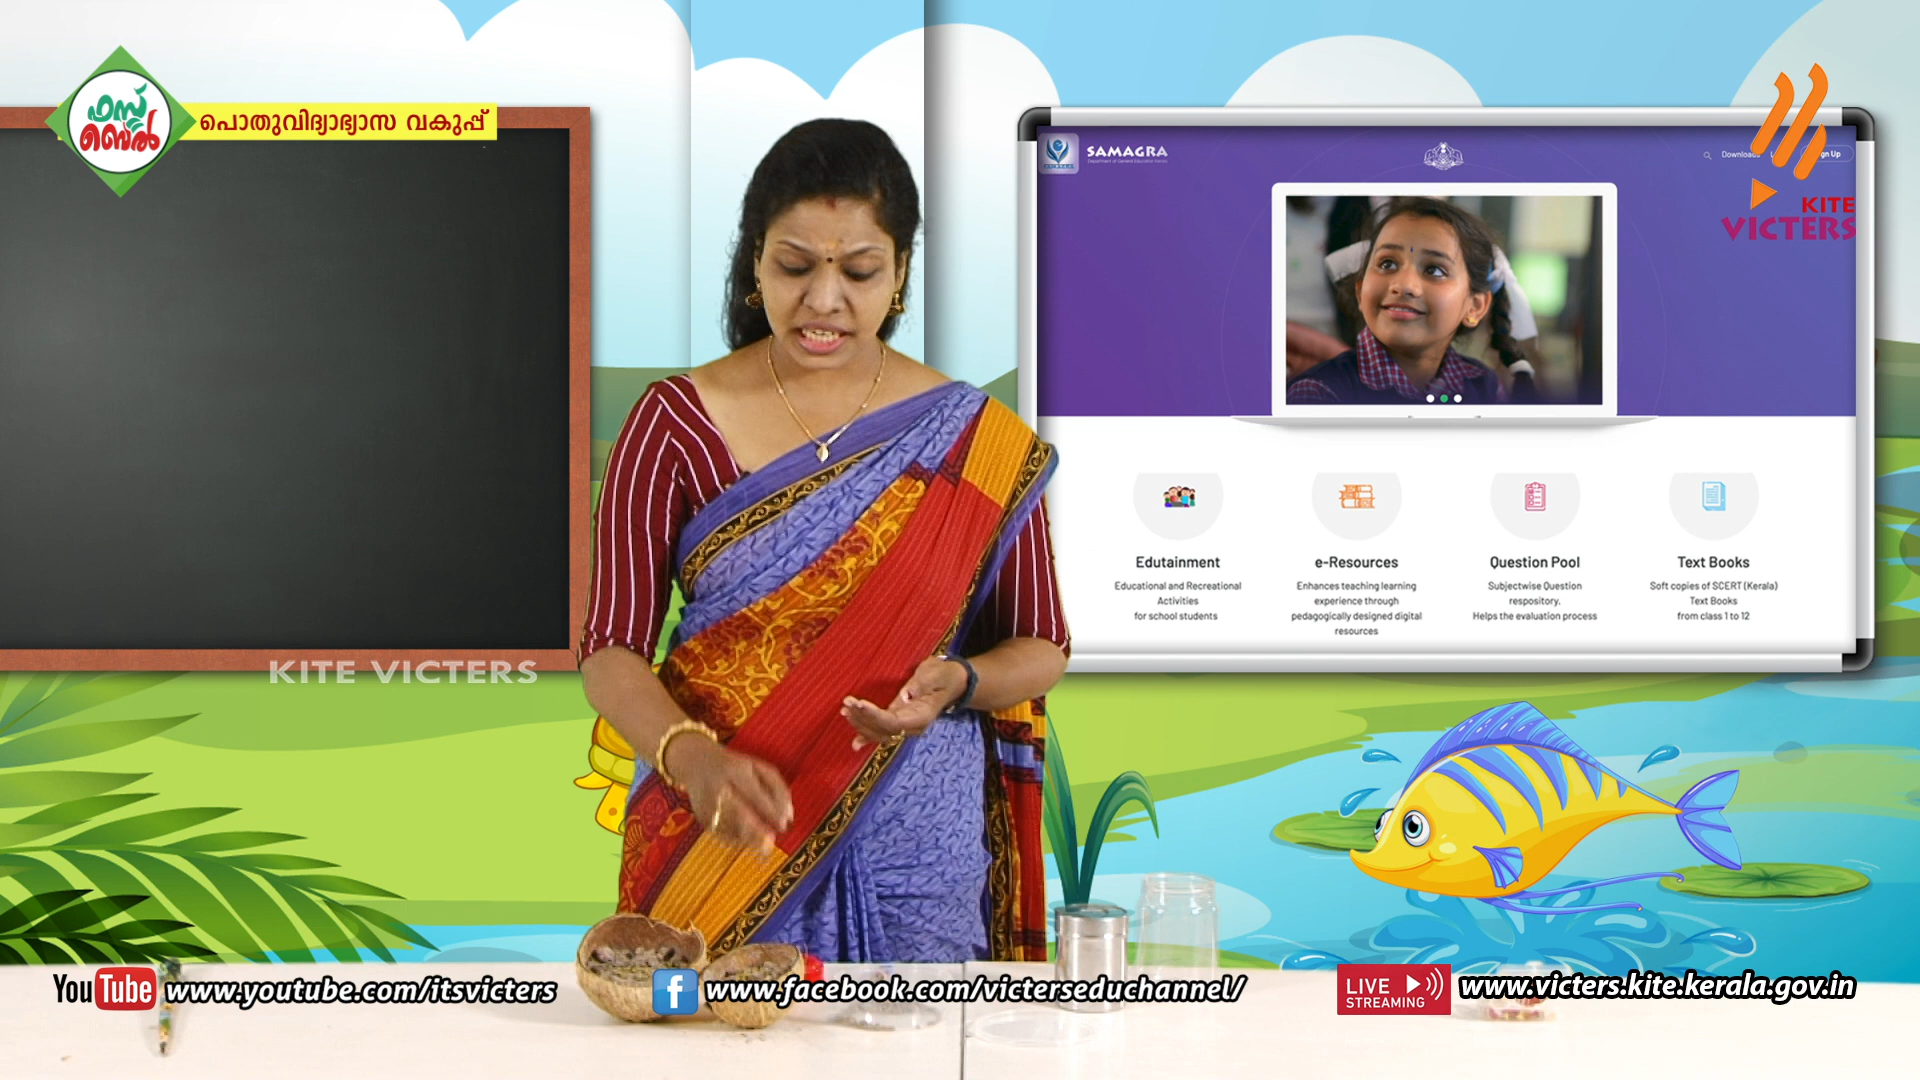 ഫസ്റ്റ്
ബെൽ
പൊതുവിദ്യാഭ്യാസ വകുപ്പ്
SAMAGRA
Downloads
Sign Up
KITE
VICTERS
Edutainment
Educational and Recreational
Activities
for school students
e-Resources
Enhances teaching learning
experience through
pedagogically designed digital
resources
Question Pool
Subjectwise Question
respository.
Helps the evaluation process
Text Books
Soft copies of SCERT (Kerala)
Text Books
from class 1 to 12
KITE VICTERS
YouTube www.youtube.com/itsvicters
f www.facebook.com/victerseduchannel/
LIVE
STREAMING
www.victers.kite.kerala.gov.in